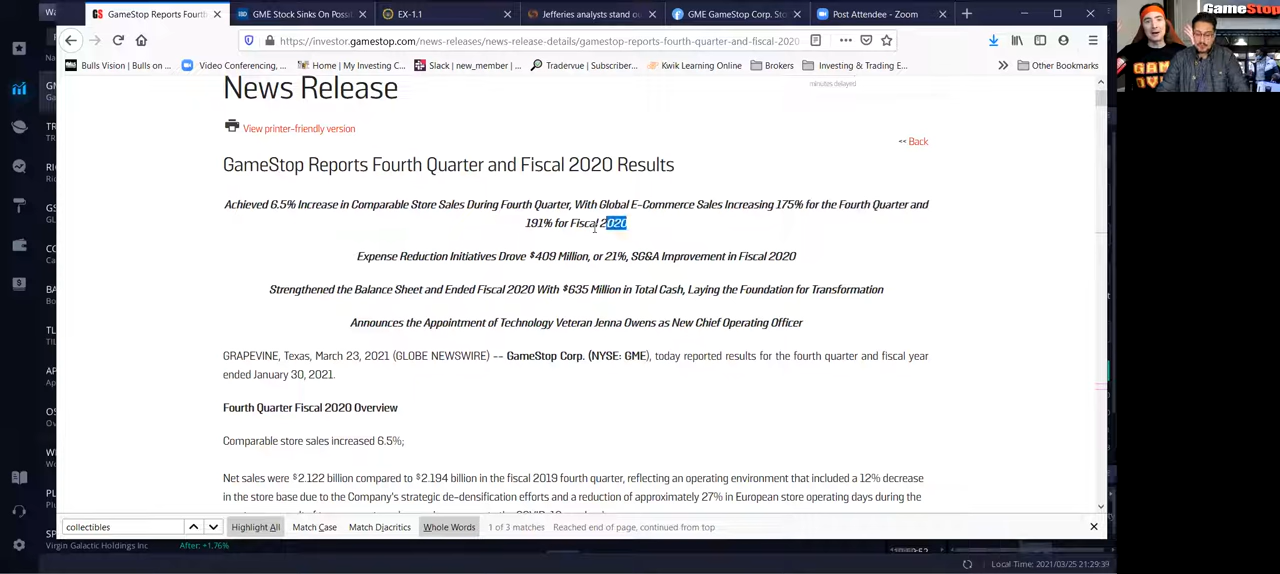 Wa
GameStop Reports Fourth
GME Stock Sinks On Possi
EX-1.1
Jefferies analysts stand o
GME GameStop Corp. Sto
Post Attendee - Zoom
GameStop
https://investor.gamestop.com/news-releases/news-release-details/gamestop-reports-fourth-quarter-and-fiscal-2020
GAME
Bulls Vision | Bulls on ...
Video Conferencing, ...
Home | My Investing C...
Slack | new_member | ...
Tradervue | Subscriber...
Kwik Learning Online
Brokers
Investing & Trading E...
Other Bookmarks
News Release
minutes delayed
View printer-friendly version
<< Back
GameStop Reports Fourth Quarter and Fiscal 2020 Results
Achieved 6.5% Increase in Comparable Store Sales During Fourth Quarter, With Global E-Commerce Sales Increasing 175% for the Fourth Quarter and
191% for Fiscal 2020
Expense Reduction Initiatives Drove $409 Million, or 21%, SG&A Improvement in Fiscal 2020
Strengthened the Balance Sheet and Ended Fiscal 2020 With $635 Million in Total Cash, Laying the Foundation for Transformation
Announces the Appointment of Technology Veteran Jenna Owens as New Chief Operating Officer
GRAPEVINE, Texas, March 23, 2021 (GLOBE NEWSWIRE) -- GameStop Corp. (NYSE: GME), today reported results for the fourth quarter and fiscal year
ended January 30, 2021.
Fourth Quarter Fiscal 2020 Overview
Comparable store sales increased 6.5%;
Net sales were $2.122 billion compared to $2.194 billion in the fiscal 2019 fourth quarter, reflecting an operating environment that included a 12% decrease
in the store base due to the Company's strategic de-densification efforts and a reduction of approximately 27% in European store operating days during the
collectibles
Highlight All
Match Case
Match Diacritics
Whole Words
1 of 3 matches
Reached end of page, continued from top
Virgin Galactic Holdings Inc
After: +1.76%
Local Time: 2021/03/25 21:29:39